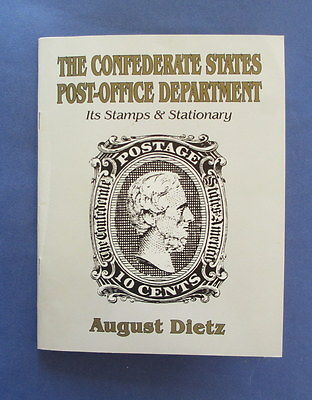 THE CONFEDERATE STATES
POST-OFFICE DEPARTMENT
Its Stamps & Stationary
POSTAGE
The Confederate
States of America
10 CENTS
August Dietz